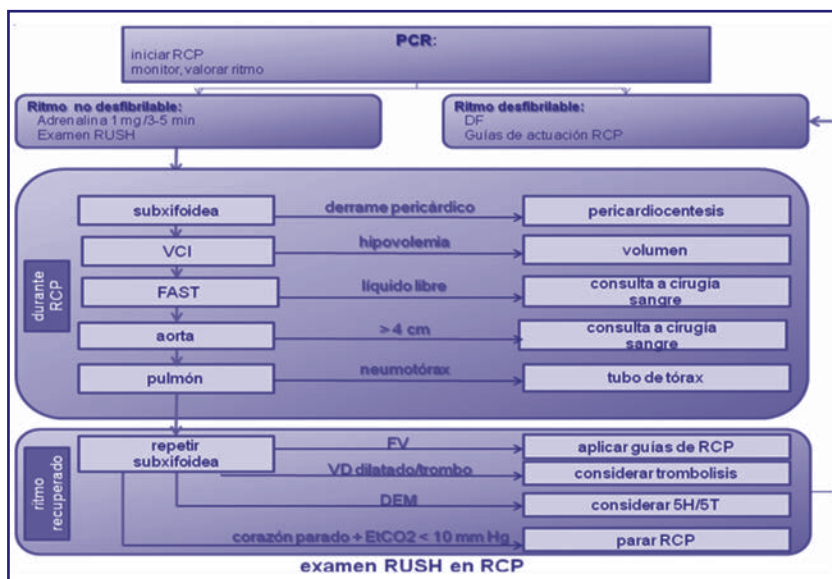 PCR:
iniciar RCP
monitor, valorar ritmo
Ritmo no desfibrilable:
Adrenalina 1 mg /3-5 min
Examen RUSH
Ritmo desfibrilable:
DF
Guías de actuación RCP
durante
RCP
subxifoidea
derrame pericárdico
pericardiocentesis
VCI
hipovolemia
volumen
FAST
líquido libre
consulta a cirugía
sangre
aorta
> 4 cm
consulta a cirugía
sangre
pulmón
neumotórax
tubo de tórax
ritmo
recuperado
repetir
subxifoidea
FV
aplicar guías de RCP
VD dilatado/trombo
considerar trombolisis
DEM
considerar 5H/5T
corazón parado + EtCO2 < 10 mm Hg
parar RCP
examen RUSH en RCP